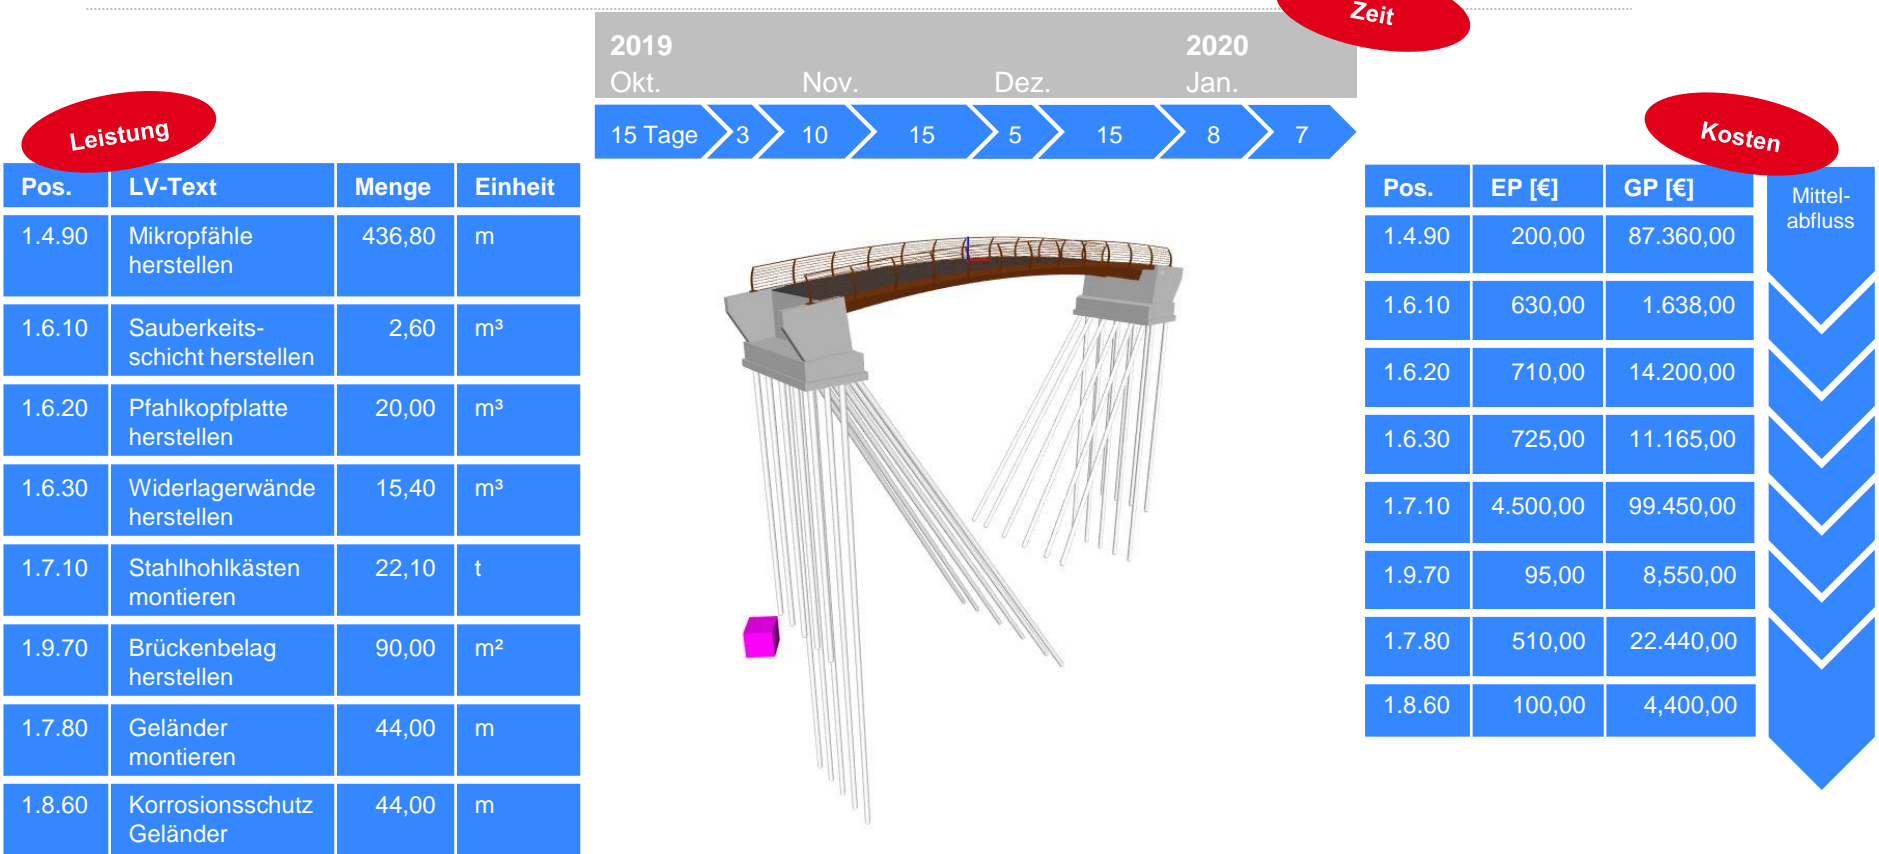 Zeit
2019 2020
Okt. Nov. Dez. Jan.
15 Tage 3 10 15 5 15 8 7
Leistung
Pos. LV-Text Menge Einheit
1.4.90 Mikropfähle 436,80 m
herstellen
1.6.10 Sauberkeits- 2,60 m³
schicht herstellen
1.6.20 Pfahlkopfplatte 20,00 m³
herstellen
1.6.30 Widerlagerwände 15,40 m³
herstellen
1.7.10 Stahlhohlkästen 22,10 t
montieren
1.9.70 Brückenbelag 90,00 m²
herstellen
1.7.80 Geländer 44,00 m
montieren
1.8.60 Korrosionsschutz 44,00 m
Geländer
Kosten
Pos. EP [€] GP [€]
1.4.90 200,00 87.360,00
1.6.10 630,00 1.638,00
1.6.20 710,00 14.200,00
1.6.30 725,00 11.165,00
1.7.10 4.500,00 99.450,00
1.9.70 95,00 8,550,00
1.7.80 510,00 22.440,00
1.8.60 100,00 4,400,00
Mittel-
abfluss